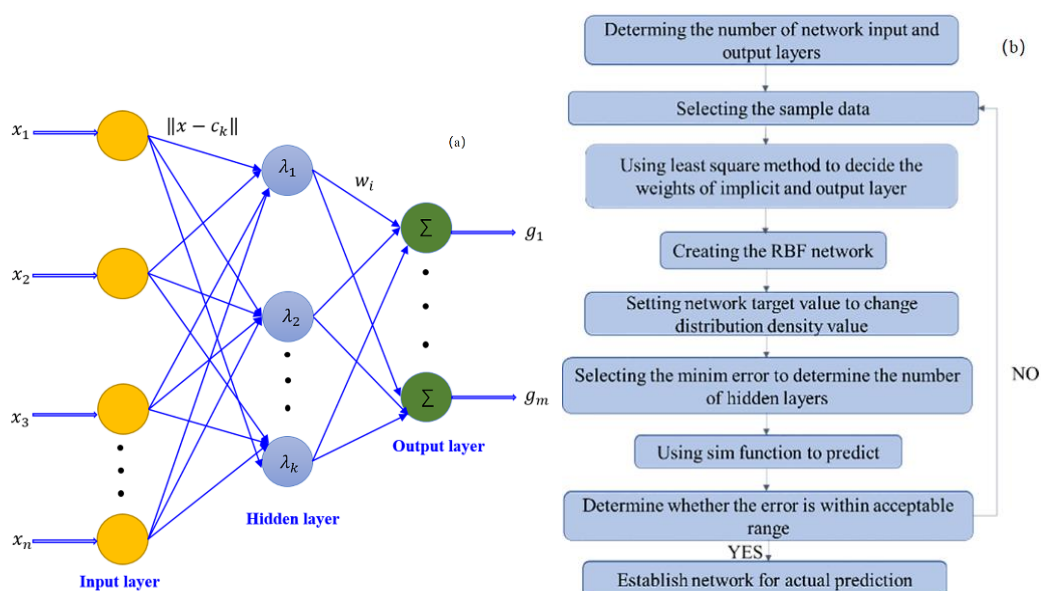 x₁
‖x − cₖ‖
(a)
λ₁
wᵢ
Σ
g₁
x₂
λ₂
x₃
Σ
gₘ
Output layer
λₖ
Hidden layer
xₙ
Input layer
(b)
Determing the number of network input and
output layers
Selecting the sample data
Using least square method to decide the
weights of implicit and output layer
Creating the RBF network
Setting network target value to change
distribution density value
Selecting the minim error to determine the number
of hidden layers
NO
Using sim function to predict
Determine whether the error is within acceptable
range
YES
Establish network for actual prediction